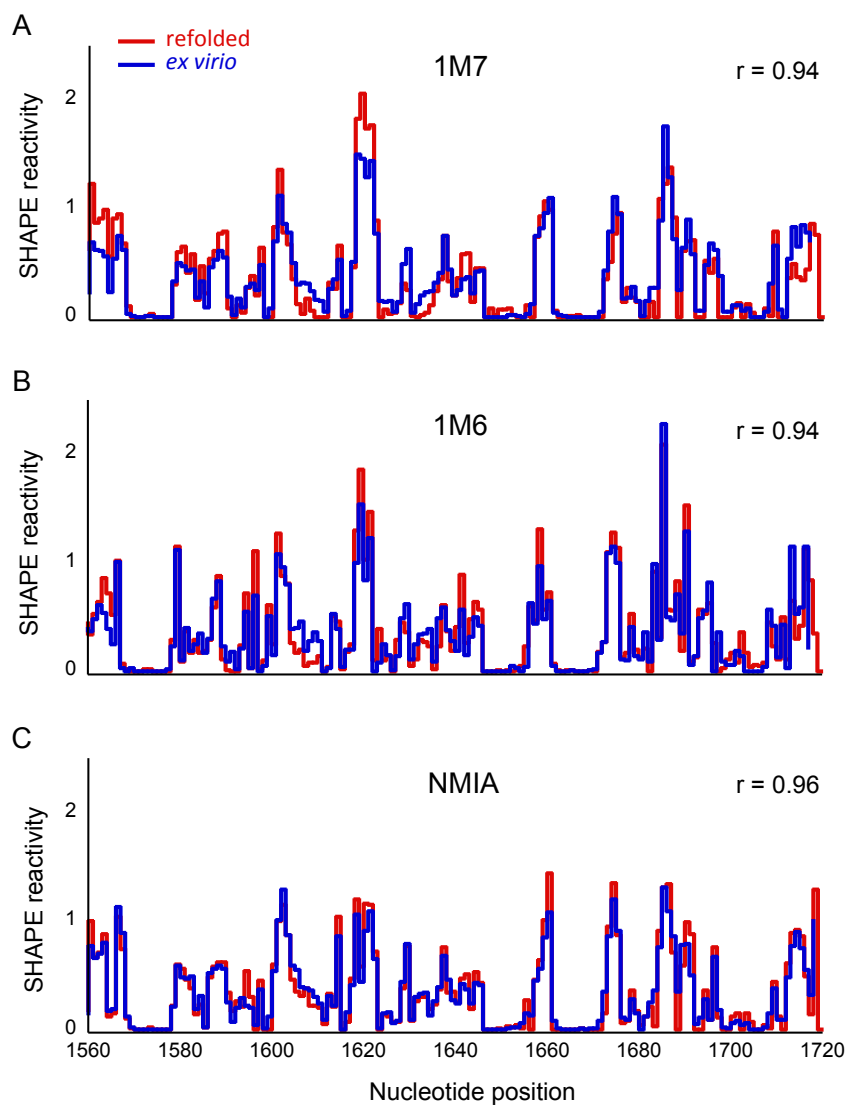 A
refolded
ex virio
1M7
r = 0.94
SHAPE reactivity
2
1
0
B
1M6
r = 0.94
SHAPE reactivity
2
1
0
C
NMIA
r = 0.96
SHAPE reactivity
2
1
0
1560 1580 1600 1620 1640 1660 1680 1700 1720
Nucleotide position